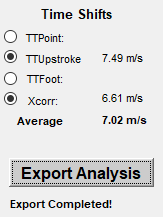 Time Shifts
TTPoint:
TTUpstroke 7.49 m/s
TTFoot:
Xcorr: 6.61 m/s
Average 7.02 m/s
Export Analysis
Export Completed!